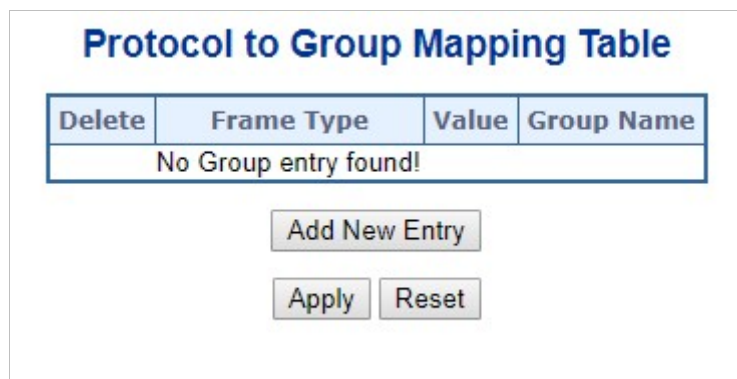 Protocol to Group Mapping Table
Delete Frame Type Value Group Name
No Group entry found!
Add New Entry
Apply Reset